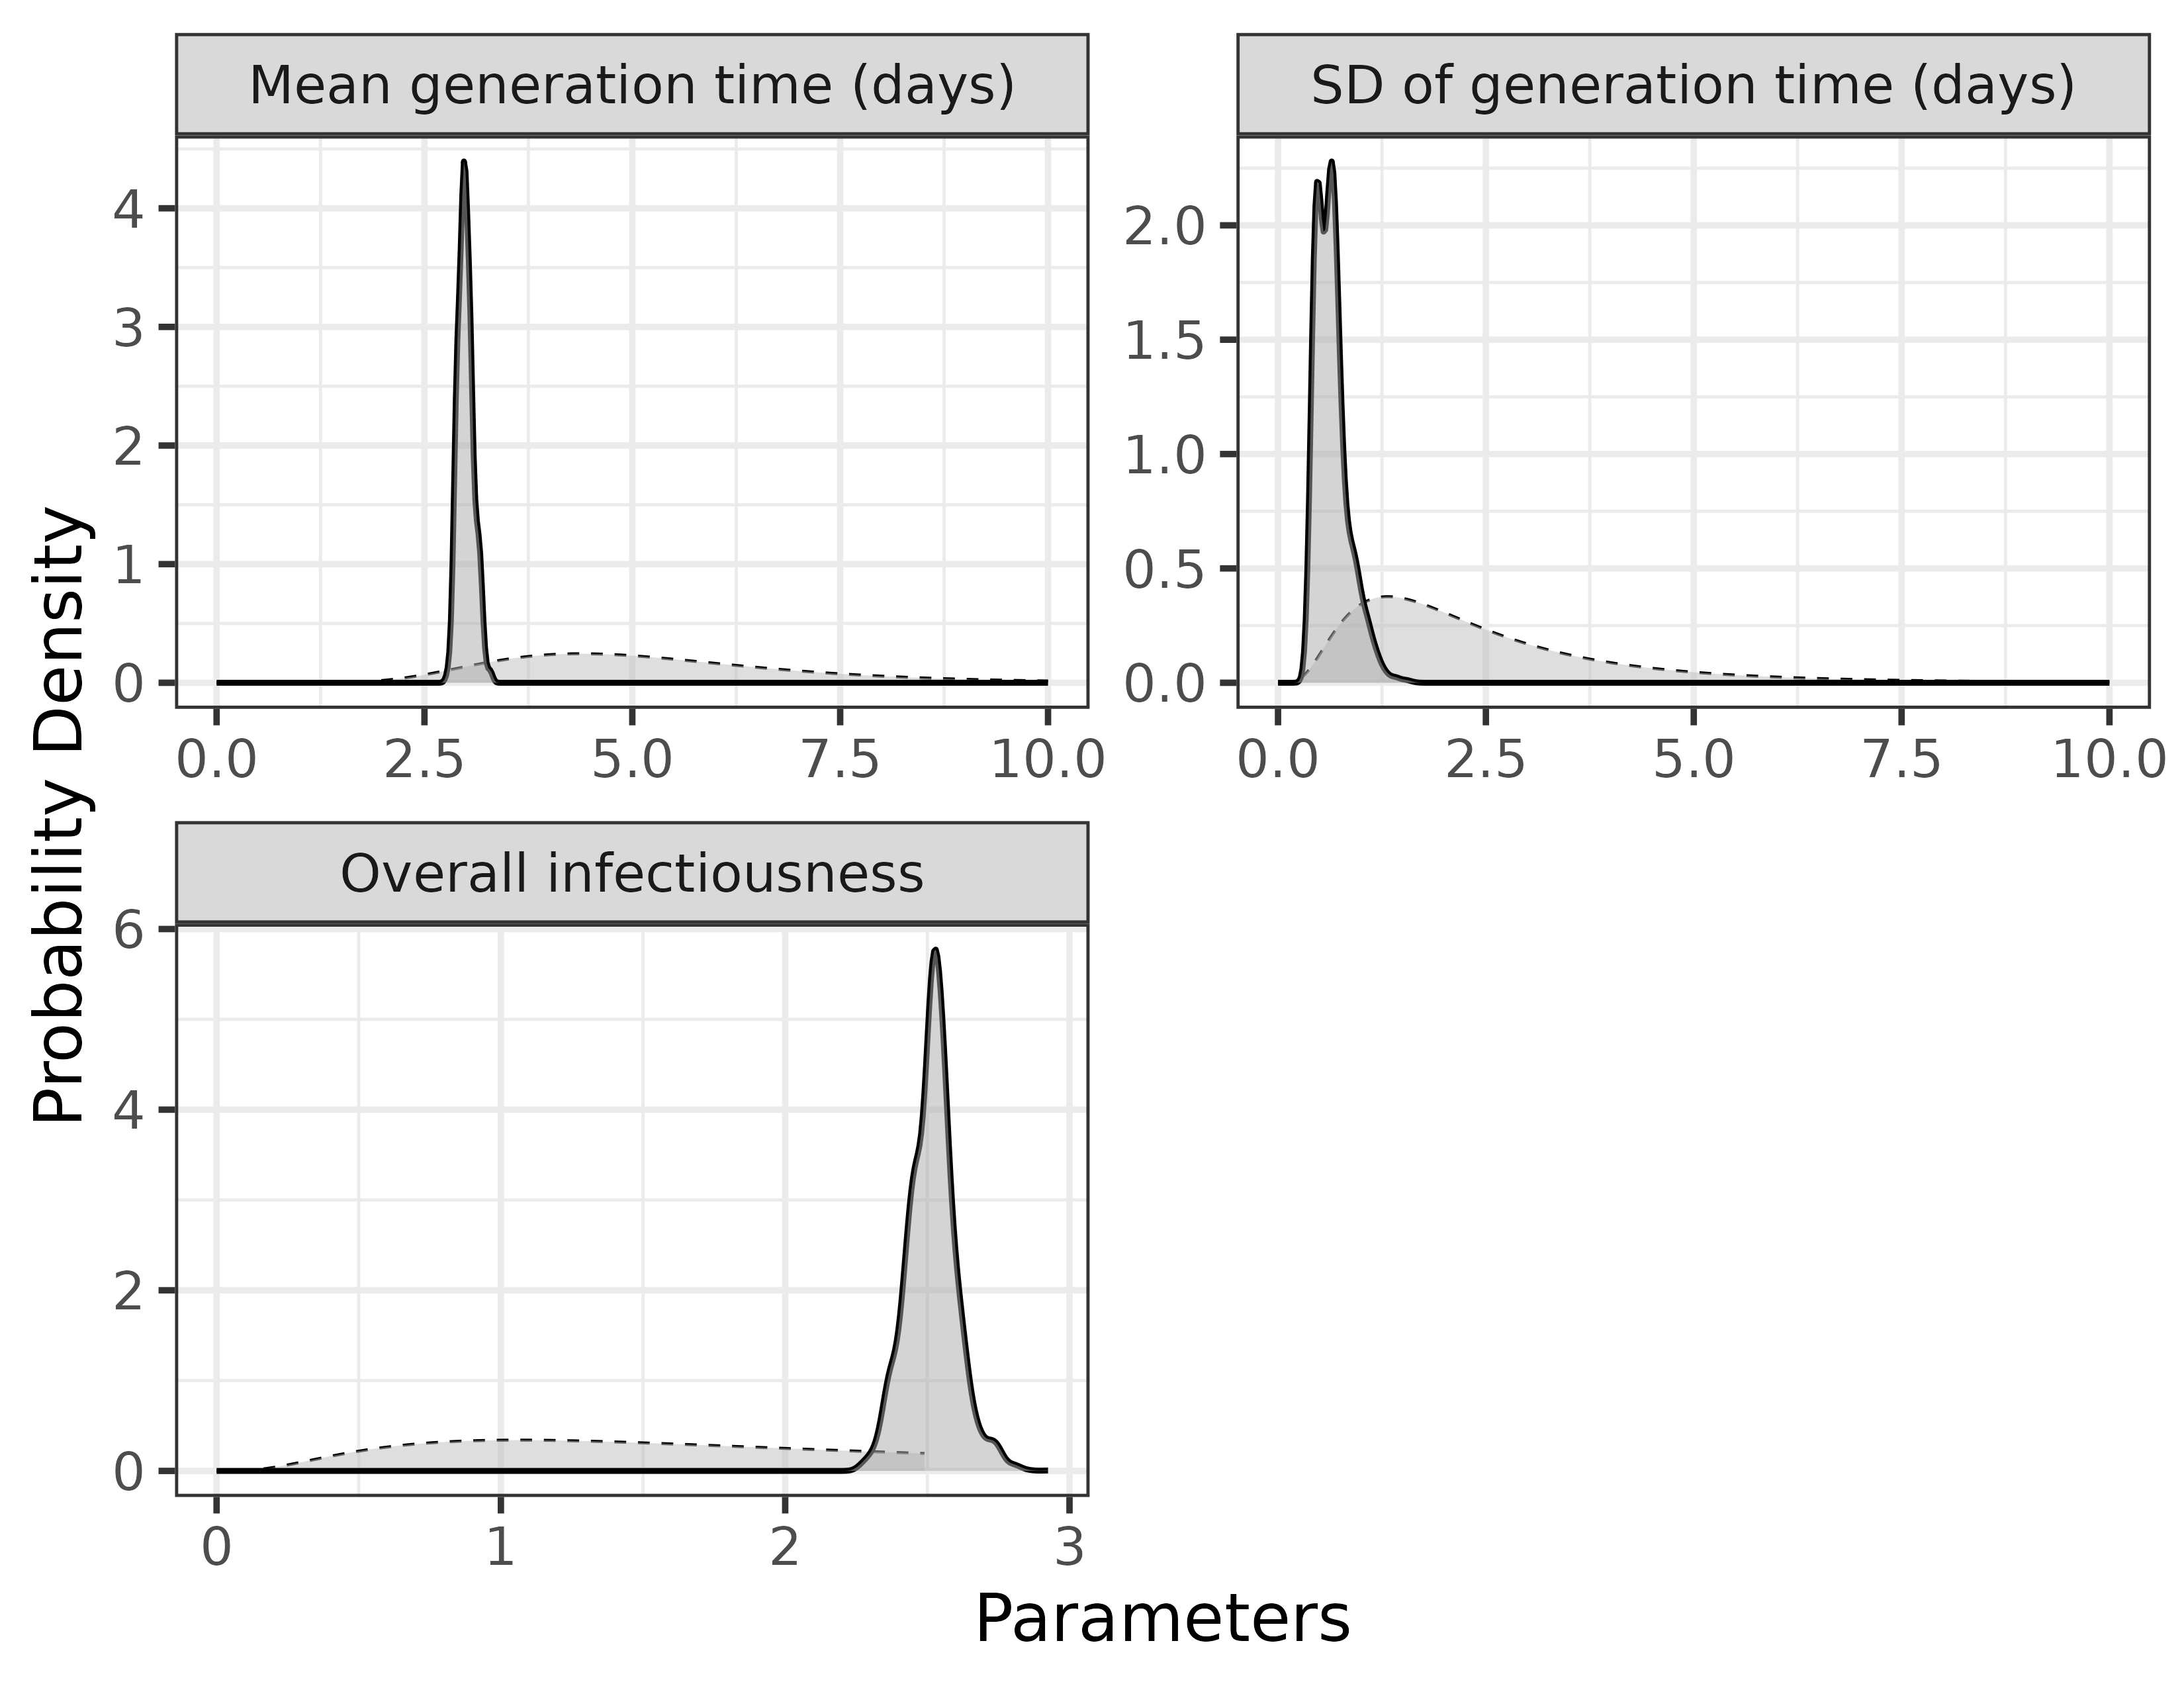 Mean generation time (days)
SD of generation time (days)
4
3
2
1
0
2.0
1.5
1.0
0.5
0.0
0.0 2.5 5.0 7.5 10.0
0.0 2.5 5.0 7.5 10.0
Probability Density
Overall infectiousness
6
4
2
0
0 1 2 3
Parameters